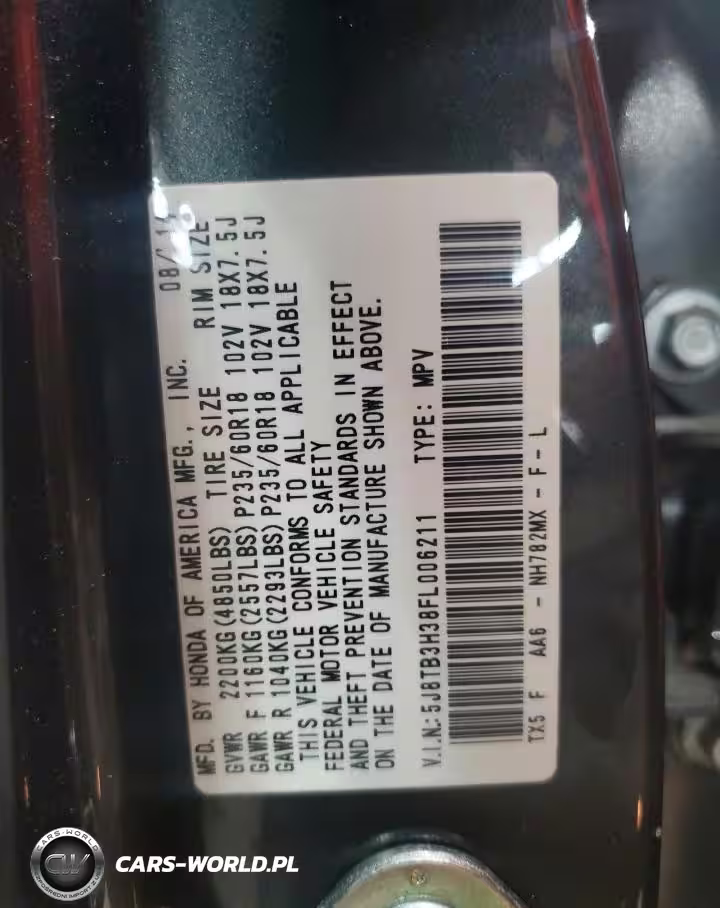 MFD. BY HONDA OF AMERICA MFG., INC.
GVWR 2200KG(4850LBS) TIRE SIZE RIM SIZE
GAWR F 1160KG(2557LBS)P235/60R18 102V 18X7.5J
GAWR R 1040KG(2293LBS)P235/60R18 102V 18X7.5J
THIS VEHICLE CONFORMS TO ALL APPLICABLE
FEDERAL MOTOR VEHICLE SAFETY
AND THEFT PREVENTION STANDARDS IN EFFECT
ON THE DATE OF MANUFACTURE SHOWN ABOVE.
V.I.N.:5J8TB3H38FL006211 TYPE: MPV
TX5 F AA6 - NH782MX - F - L
CARS-WORLD
CW
CARS-WORLD.PL